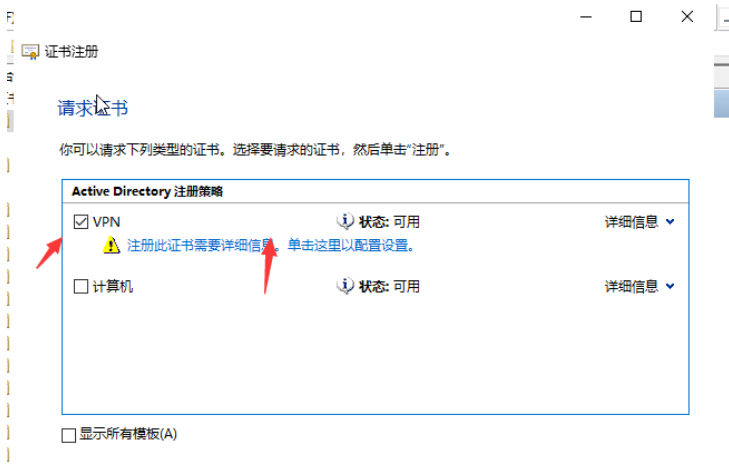 证书注册
请求证书
你可以请求下列类型的证书。选择要请求的证书，然后单击“注册”。
Active Directory 注册策略
VPN 状态: 可用 详细信息
注册此证书需要详细信息。单击这里以配置设置。
计算机 状态: 可用 详细信息
显示所有模板(A)